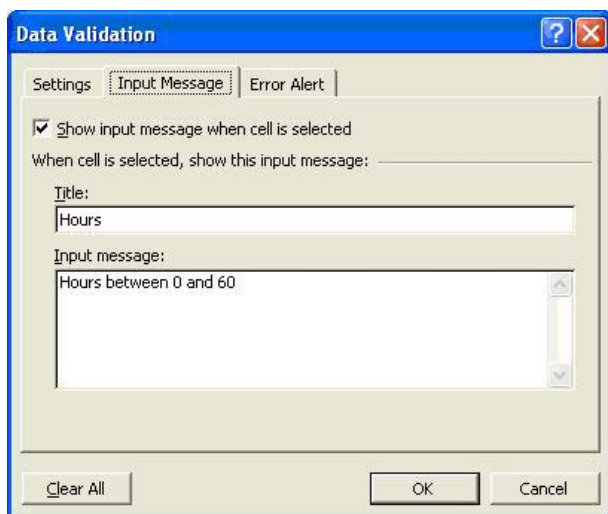 Data Validation
Settings Input Message Error Alert
Show input message when cell is selected
When cell is selected, show this input message:
Title:
Hours
Input message:
Hours between 0 and 60
Clear All OK Cancel